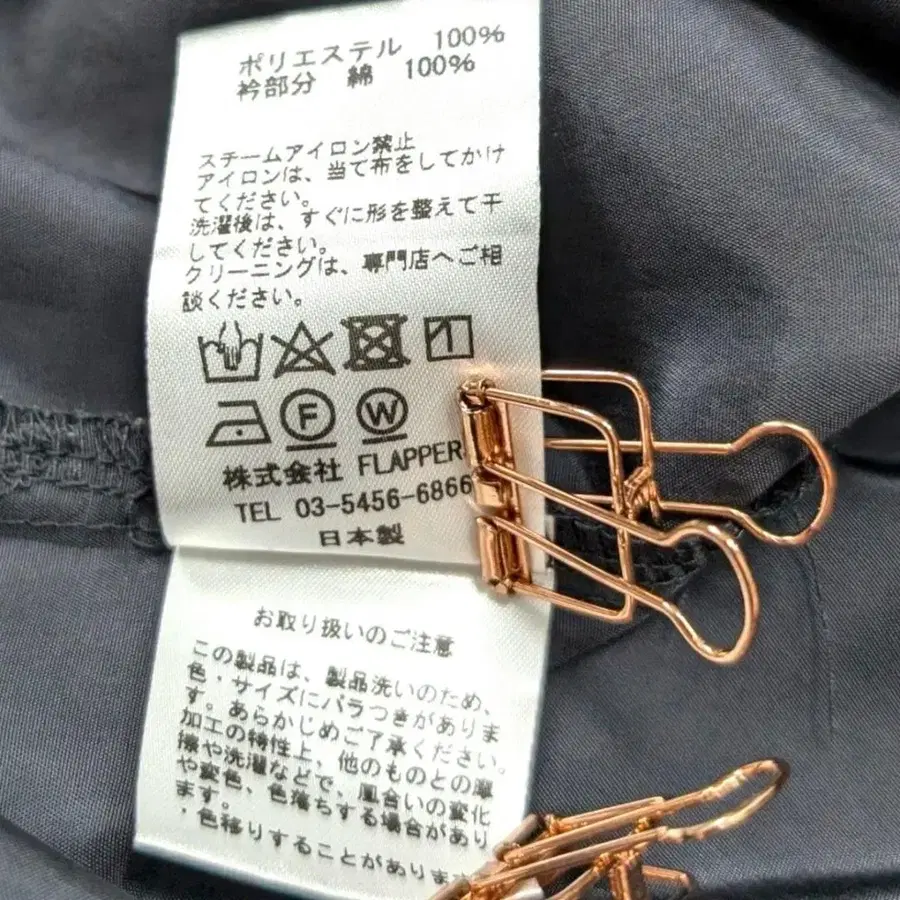 ポリエステル 100%
衿部分 綿 100%
スチームアイロン禁止
アイロンは、当て布をしてかけ
てください。
洗濯後は、すぐに形を整えて干
してください。
クリーニングは、専門店へご相
談ください。
F
W
株式会社 FLAPPER
TEL 03-5456-6866
日本製
お取り扱いのご注意
この製品は、製品洗いのため、
色・サイズにバラつきがありま
す。あらかじめご了承ください。
加工の特性上、他のものとの摩
擦や洗濯などで、風合いの変化
や変色、色落ちする場合があり
ます。
・色移りすることがあります